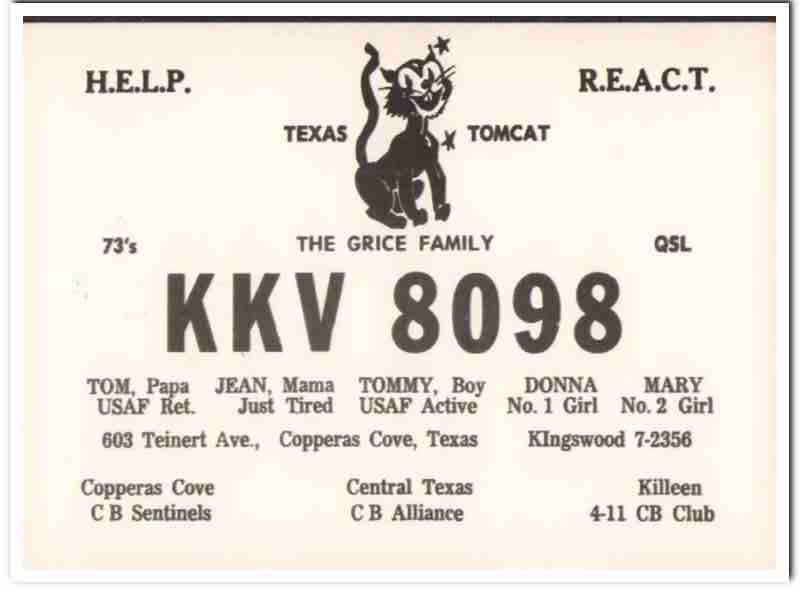 H.E.L.P. R.E.A.C.T.
TEXAS TOMCAT
73's THE GRICE FAMILY QSL
KKV 8098
TOM, Papa JEAN, Mama TOMMY, Boy DONNA MARY
USAF Ret. Just Tired USAF Active No. 1 Girl No. 2 Girl
603 Teinert Ave., Copperas Cove, Texas KIngswood 7-2356
Copperas Cove Central Texas Killeen
C B Sentinels C B Alliance 4-11 CB Club